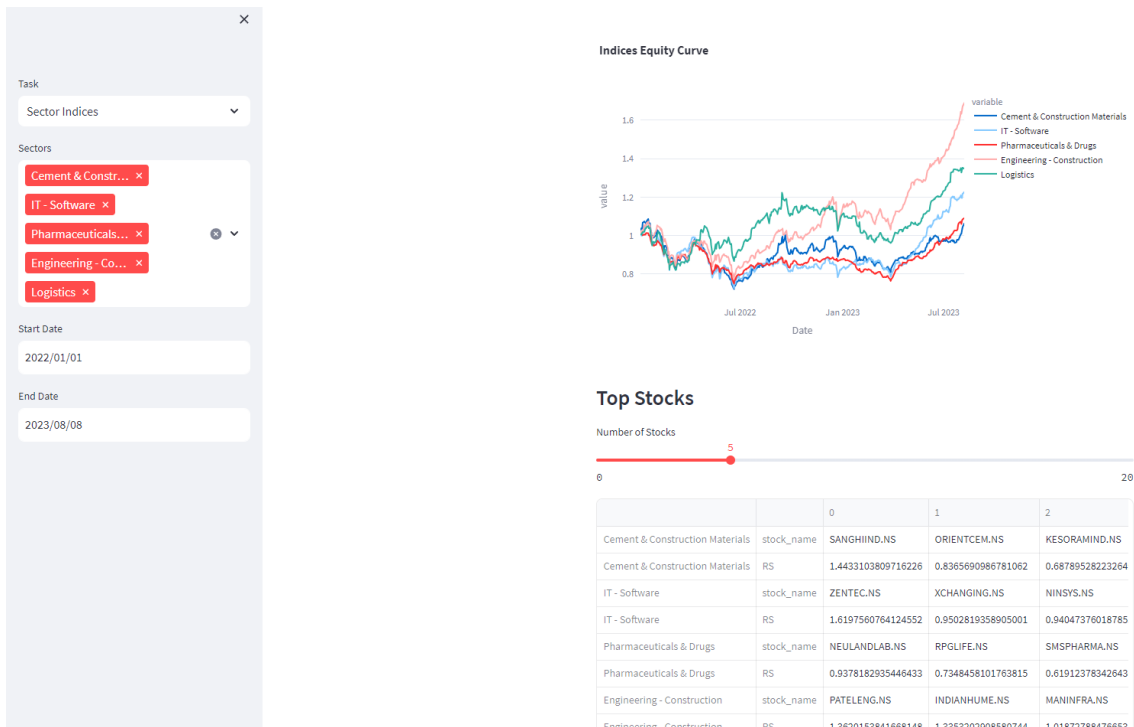 ×
Task
Sector Indices
Sectors
Cement & Constr... ×
IT - Software ×
Pharmaceuticals... ×
Engineering - Co... ×
Logistics ×
Start Date
2022/01/01
End Date
2023/08/08
Indices Equity Curve
variable
Cement & Construction Materials
IT - Software
Pharmaceuticals & Drugs
Engineering - Construction
Logistics
value
1.6
1.4
1.2
1
0.8
Jul 2022 Jan 2023 Jul 2023
Date
Top Stocks
Number of Stocks
5
0 20
0 1 2
Cement & Construction Materials stock_name SANGHIIND.NS ORIENTCEM.NS KESORAMIND.NS
Cement & Construction Materials RS 1.4433103809716226 0.8365690986781062 0.68789528223264
IT - Software stock_name ZENTEC.NS XCHANGING.NS NINSYS.NS
IT - Software RS 1.6197560764124552 0.9502819358905001 0.94047376018785
Pharmaceuticals & Drugs stock_name NEULANDLAB.NS RPGLIFE.NS SMSPHARMA.NS
Pharmaceuticals & Drugs RS 0.9378182935446433 0.7348458101763815 0.61912378342643
Engineering - Construction stock_name PATELENG.NS INDIANHUME.NS MANINFRA.NS
Engineering - Construction RS